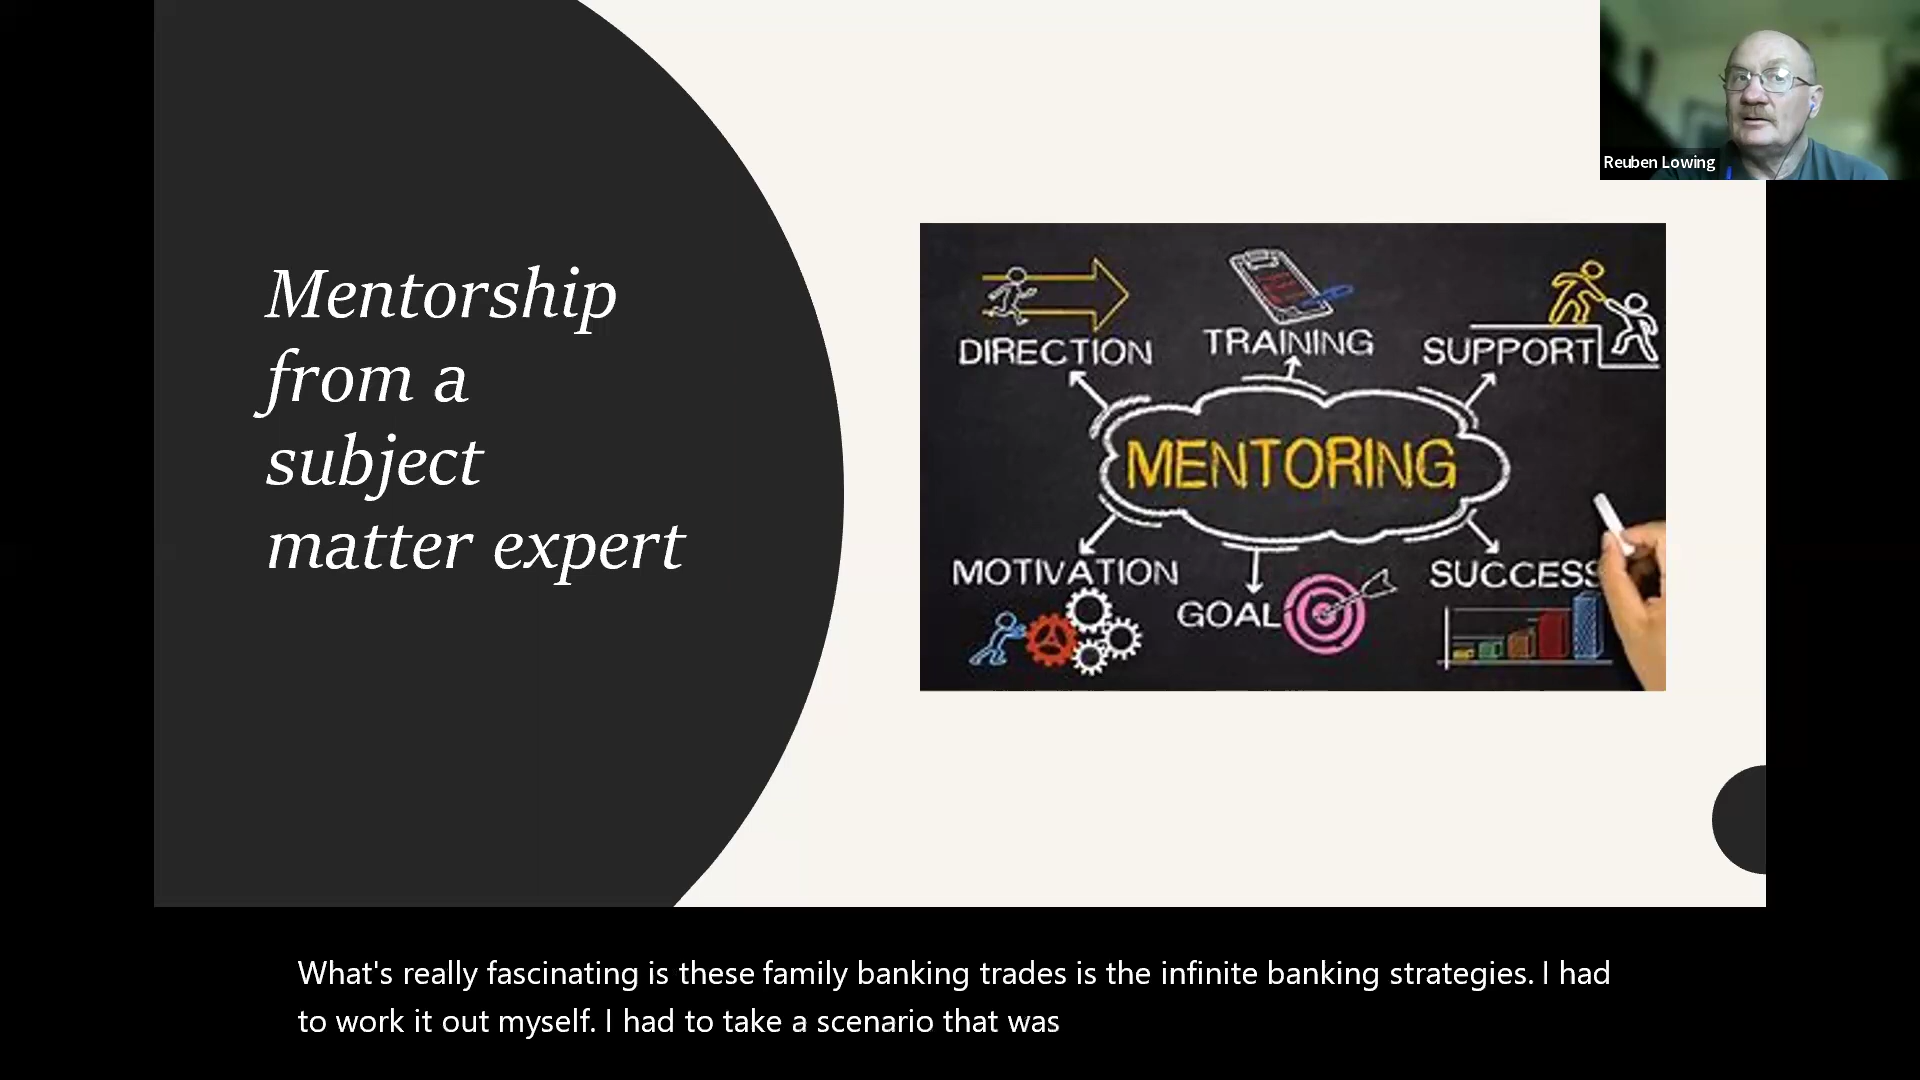 Mentorship
from a
subject
matter expert
DIRECTION
TRAINING
SUPPORT
MENTORING
MOTIVATION
GOAL
SUCCESS
Reuben Lowing
What's really fascinating is these family banking trades is the infinite banking strategies. I had
to work it out myself. I had to take a scenario that was